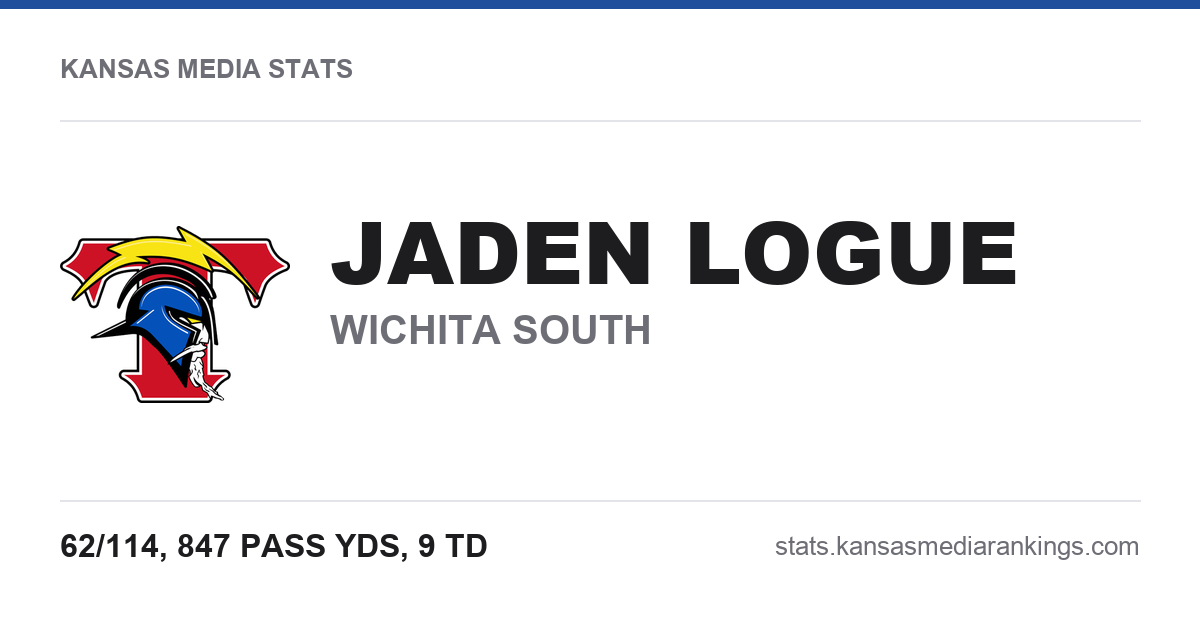 KANSAS MEDIA STATS
JADEN LOGUE
WICHITA SOUTH
T
62/114, 847 PASS YDS, 9 TD
stats.kansasmediarankings.com